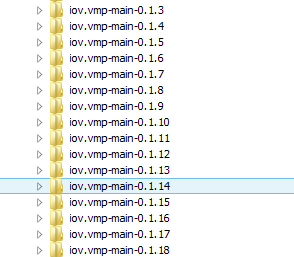 iov.vmp-main-0.1.3
iov.vmp-main-0.1.4
iov.vmp-main-0.1.5
iov.vmp-main-0.1.6
iov.vmp-main-0.1.7
iov.vmp-main-0.1.8
iov.vmp-main-0.1.9
iov.vmp-main-0.1.10
iov.vmp-main-0.1.11
iov.vmp-main-0.1.12
iov.vmp-main-0.1.13
iov.vmp-main-0.1.14
iov.vmp-main-0.1.15
iov.vmp-main-0.1.16
iov.vmp-main-0.1.17
iov.vmp-main-0.1.18